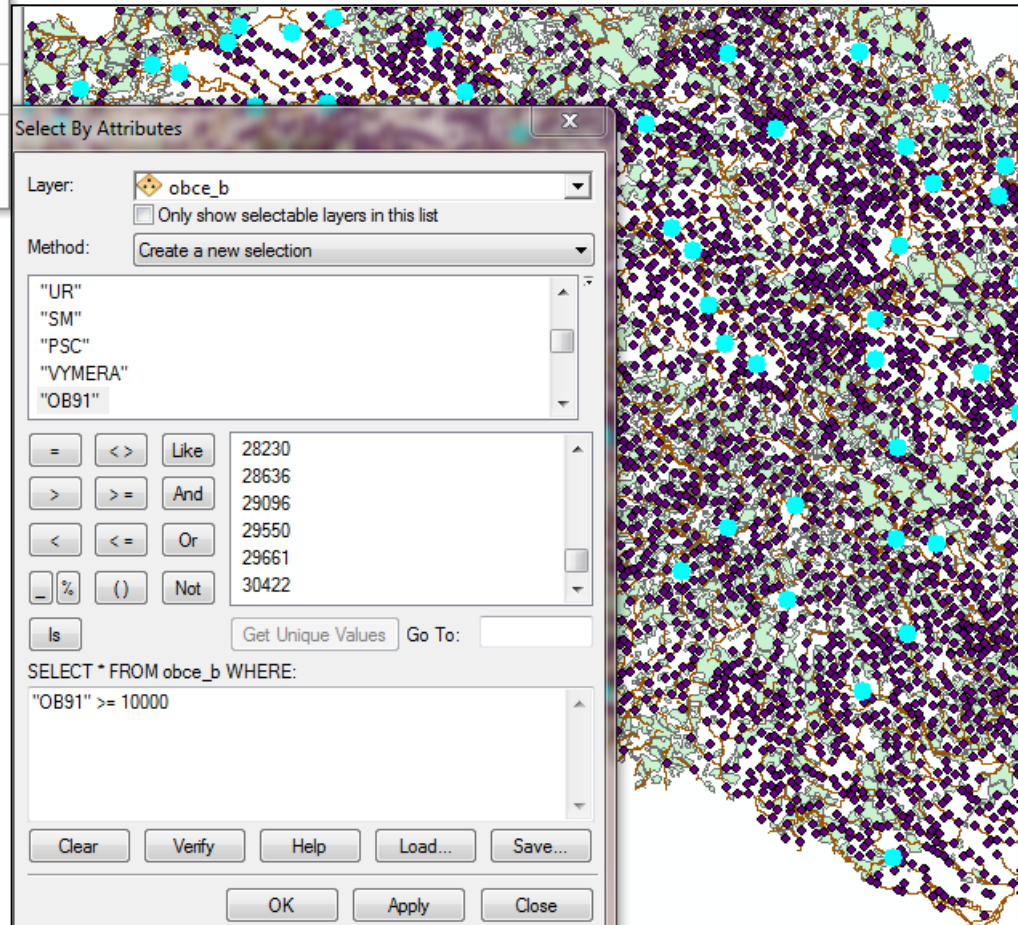 Select By Attributes
Layer: obce_b
Only show selectable layers in this list
Method: Create a new selection
"UR"
"SM"
"PSC"
"VYMERA"
"OB91"
= < > Like
> > = And
< < = Or
_ % ( ) Not
Is
28230
28636
29096
29550
29661
30422
Get Unique Values Go To:
SELECT * FROM obce_b WHERE:
"OB91" >= 10000
Clear Verify Help Load... Save...
OK Apply Close